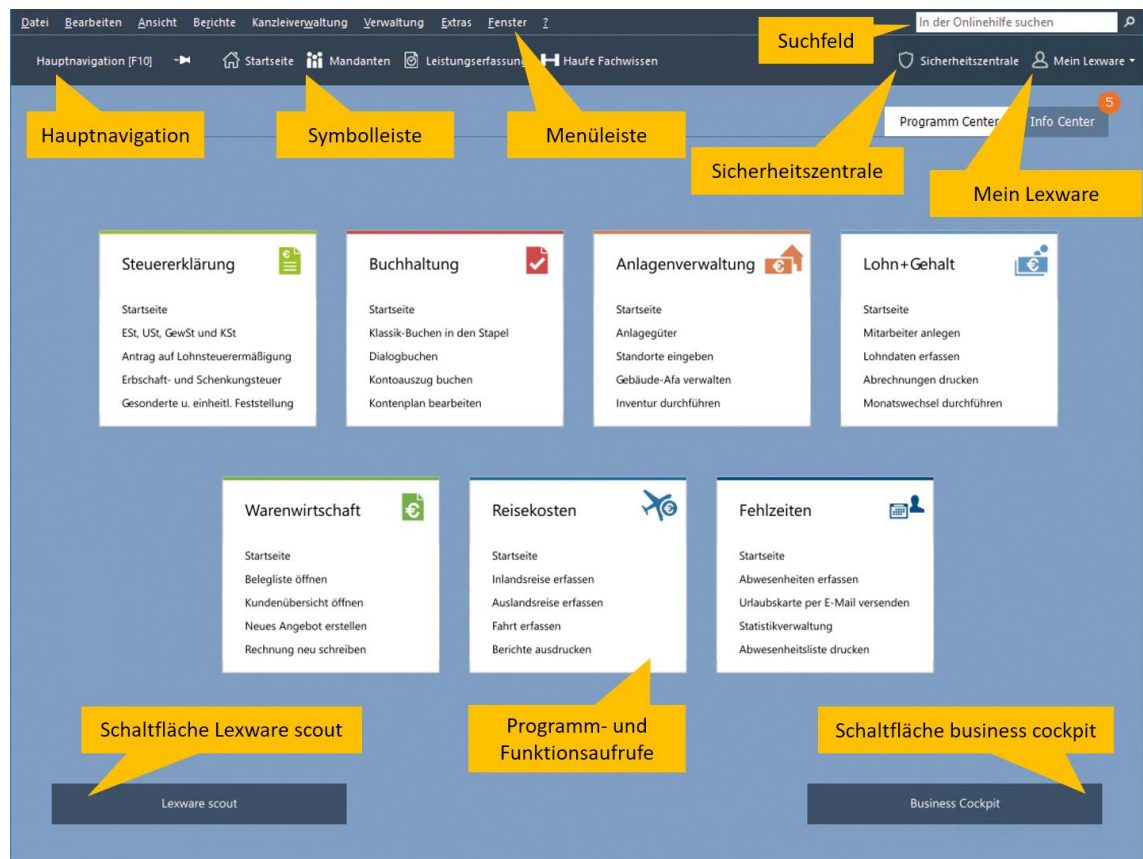 Datei Bearbeiten Ansicht Berichte Kanzleiverwaltung Verwaltung Extras Fenster ?
In der Onlinehilfe suchen
Suchfeld
Hauptnavigation [F10] Startseite Mandanten Leistungserfassung Haufe Fachwissen
Sicherheitszentrale Mein Lexware
Hauptnavigation
Symbolleiste
Menüleiste
Programm Center
Info Center
5
Sicherheitszentrale
Mein Lexware
Steuererklärung
Startseite
ESt, USt, GewSt und KSt
Antrag auf Lohnsteuerermäßigung
Erbschaft- und Schenkungsteuer
Gesonderte u. einheitl. Feststellung
Buchhaltung
Startseite
Klassik-Buchen in den Stapel
Dialogbuchen
Kontoauszug buchen
Kontenplan bearbeiten
Anlagenverwaltung
Startseite
Anlagegüter
Standorte eingeben
Gebäude-Afa verwalten
Inventur durchführen
Lohn+Gehalt
Startseite
Mitarbeiter anlegen
Lohndaten erfassen
Abrechnungen drucken
Monatswechsel durchführen
Warenwirtschaft
Startseite
Belegliste öffnen
Kundenübersicht öffnen
Neues Angebot erstellen
Rechnung neu schreiben
Reisekosten
Startseite
Inlandsreise erfassen
Auslandsreise erfassen
Fahrt erfassen
Berichte ausdrucken
Fehlzeiten
Startseite
Abwesenheiten erfassen
Urlaubskarte per E-Mail versenden
Statistikverwaltung
Abwesenheitsliste drucken
Schaltfläche Lexware scout
Programm- und
Funktionsaufrufe
Schaltfläche business cockpit
Lexware scout
Business Cockpit